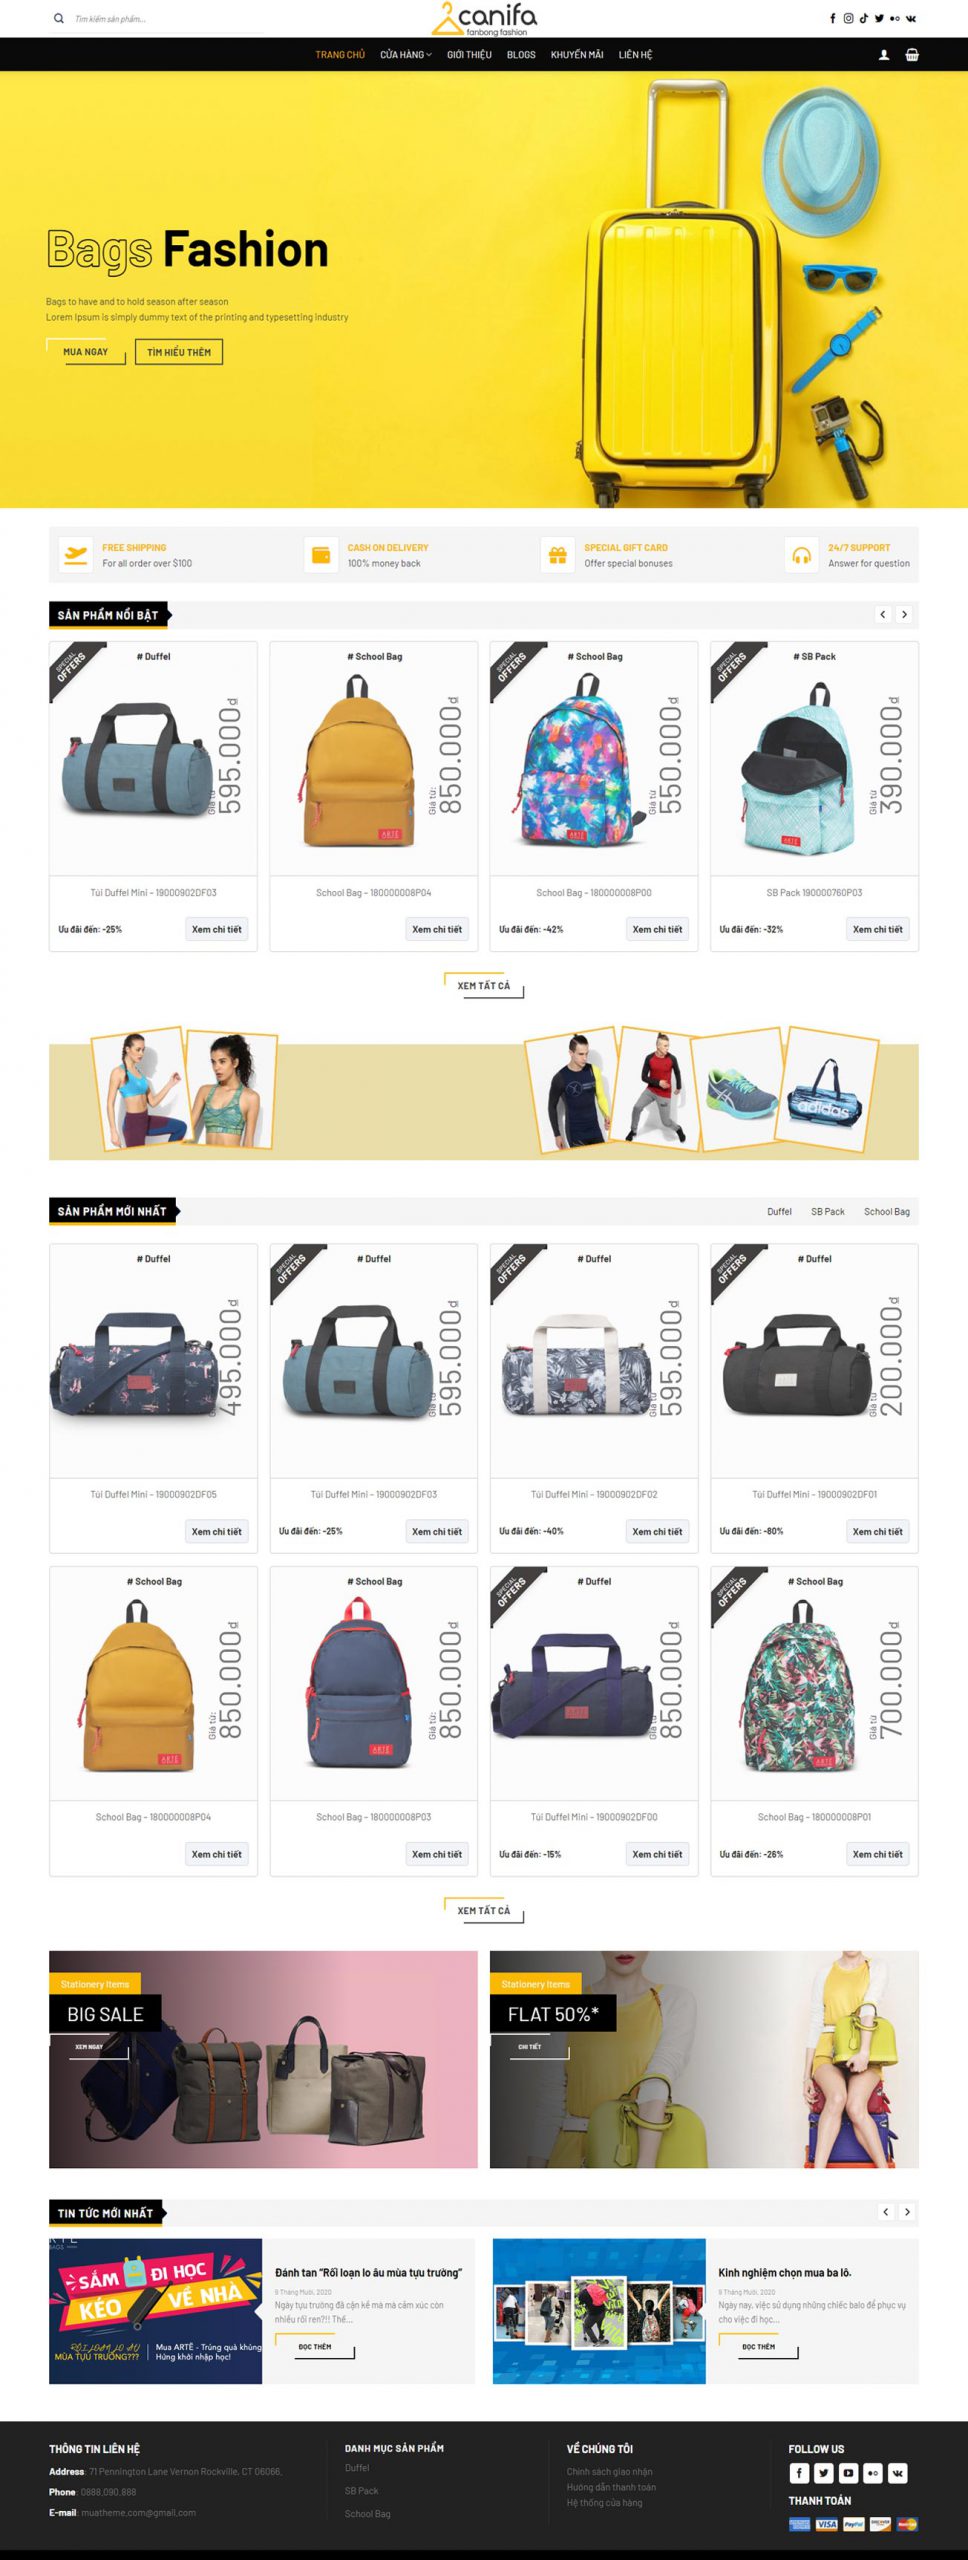 Tìm kiếm sản phẩm...
canifa
fanbong fashion
TRANG CHỦ
CỬA HÀNG
GIỚI THIỆU
BLOGS
KHUYẾN MÃI
LIÊN HỆ
Bags Fashion
Bags to have and to hold season after season
Lorem Ipsum is simply dummy text of the printing and typesetting industry
MUA NGAY
TÌM HIỂU THÊM
FREE SHIPPING
For all order over $100
CASH ON DELIVERY
100% money back
SPECIAL GIFT CARD
Offer special bonuses
24/7 SUPPORT
Answer for question
SẢN PHẨM NỔI BẬT
SPECIAL
OFFERS
# Duffel
Giá từ
595.000₫
Túi Duffel Mini – 19000902DF03
Ưu đãi đến: -25%
Xem chi tiết
# School Bag
Giá từ:
850.000₫
ARTE
School Bag – 180000008P04
Xem chi tiết
SPECIAL
OFFERS
# School Bag
Giá từ
550.000₫
ARTE
School Bag – 180000008P00
Ưu đãi đến: -42%
Xem chi tiết
SPECIAL
OFFERS
# SB Pack
Giá từ
390.000₫
SB Pack 190000760P03
Ưu đãi đến: -32%
Xem chi tiết
XEM TẤT CẢ
adidas
SẢN PHẨM MỚI NHẤT
Duffel
SB Pack
School Bag
# Duffel
Giá từ
495.000₫
Túi Duffel Mini – 19000902DF05
Xem chi tiết
SPECIAL
OFFERS
# Duffel
Giá từ
595.000₫
Túi Duffel Mini – 19000902DF03
Ưu đãi đến: -25%
Xem chi tiết
SPECIAL
OFFERS
# Duffel
Giá từ
595.000₫
Túi Duffel Mini – 19000902DF02
Ưu đãi đến: -40%
Xem chi tiết
SPECIAL
OFFERS
# Duffel
Giá từ
200.000₫
Túi Duffel Mini – 19000902DF01
Ưu đãi đến: -80%
Xem chi tiết
# School Bag
Giá từ:
850.000₫
ARTE
School Bag – 180000008P04
Xem chi tiết
# School Bag
Giá từ:
850.000₫
ARTE
School Bag – 180000008P03
Xem chi tiết
SPECIAL
OFFERS
# Duffel
Giá từ
850.000₫
Túi Duffel Mini – 19000902DF00
Ưu đãi đến: -15%
Xem chi tiết
SPECIAL
OFFERS
# School Bag
Giá từ
700.000₫
ARTE
School Bag – 180000008P01
Ưu đãi đến: -26%
Xem chi tiết
XEM TẤT CẢ
Stationery Items
BIG SALE
XEM NGAY
Stationery Items
FLAT 50%*
CHI TIẾT
TIN TỨC MỚI NHẤT
BAGS
SẮM ĐI HỌC
KÉO VỀ NHÀ
RỐI LOẠN LO ÂU
MÙA TỰU TRƯỜNG???
Mua ARTÉ - Trúng quà khủng
Hứng khởi nhập học!
Đánh tan “Rối loạn lo âu mùa tựu trường”
9 Tháng Mười, 2020
Ngày tựu trường đã cận kề mà mà cảm xúc còn
nhiều rối ren?!! Thế...
ĐỌC THÊM
Kinh nghiệm chọn mua ba lô.
9 Tháng Mười, 2020
Ngày nay, việc sử dụng những chiếc balo để phục vụ
cho việc đi học...
ĐỌC THÊM
THÔNG TIN LIÊN HỆ
Address: 71 Pennington Lane Vernon Rockville, CT 06066.
Phone: 0888.090.888
E-mail: muatheme.com@gmail.com
DANH MỤC SẢN PHẨM
Duffel
SB Pack
School Bag
VỀ CHÚNG TÔI
Chính sách giao nhận
Hướng dẫn thanh toán
Hệ thống cửa hàng
FOLLOW US
THANH TOÁN
VISA
PayPal
DISCOVER
MasterCard